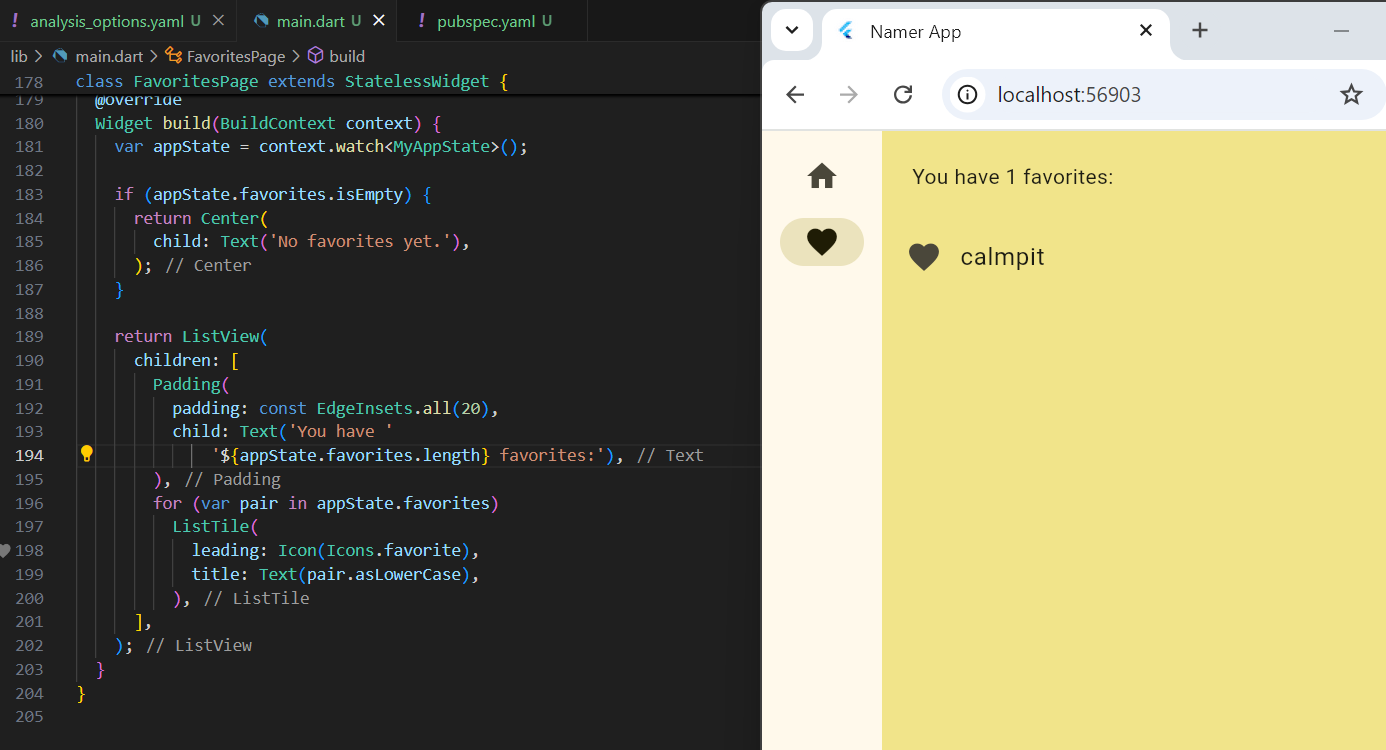 ! analysis_options.yaml U ×
main.dart U ×
! pubspec.yaml U
lib > main.dart > FavoritesPage > build
178 class FavoritesPage extends StatelessWidget {
179 @override
180 Widget build(BuildContext context) {
181 var appState = context.watch<MyAppState>();
182
183 if (appState.favorites.isEmpty) {
184 return Center(
185 child: Text('No favorites yet.'),
186 ); // Center
187 }
188
189 return ListView(
190 children: [
191 Padding(
192 padding: const EdgeInsets.all(20),
193 child: Text('You have '
194 '${appState.favorites.length} favorites:'), // Text
195 ), // Padding
196 for (var pair in appState.favorites)
197 ListTile(
198 leading: Icon(Icons.favorite),
199 title: Text(pair.asLowerCase),
200 ), // ListTile
201 ],
202 ); // ListView
203 }
204 }
205
Namer App
localhost:56903
You have 1 favorites:
calmpit